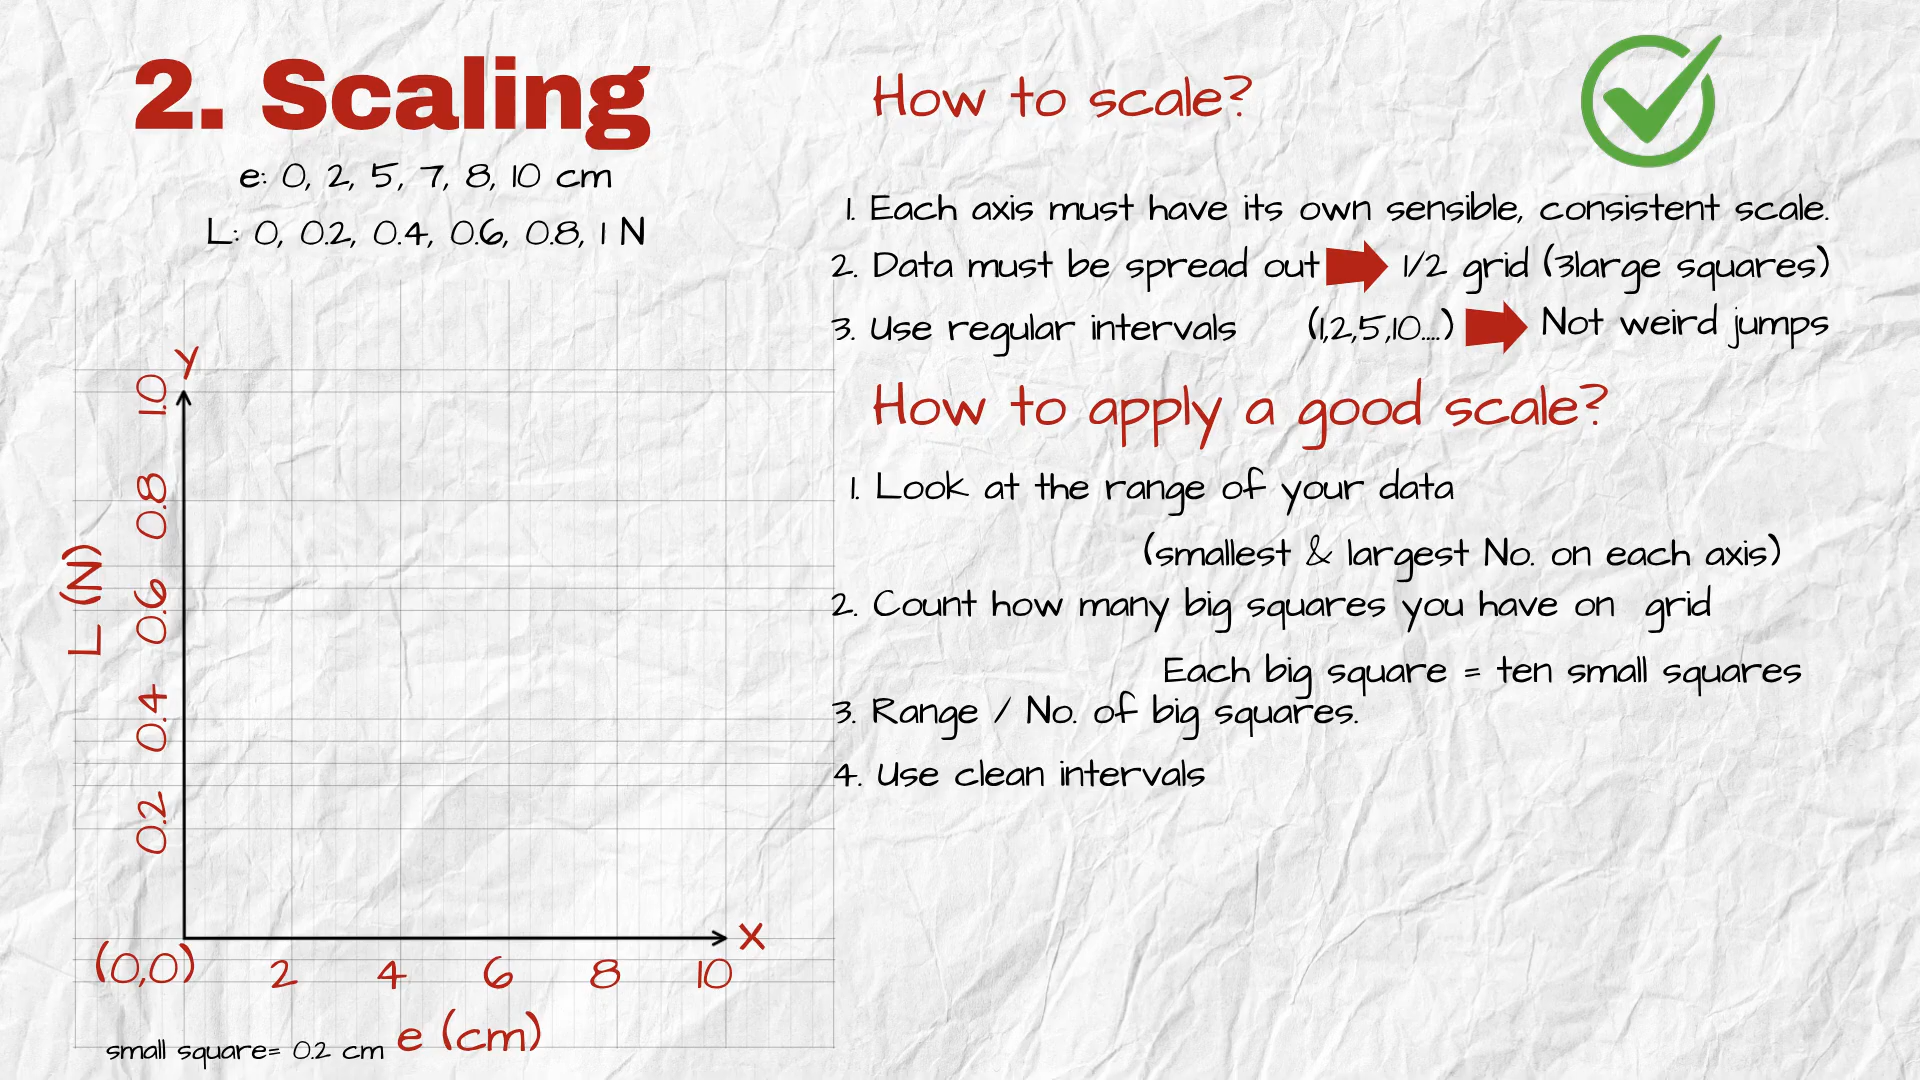 2. Scaling
e: 0, 2, 5, 7, 8, 10 cm
L: 0, 0.2, 0.4, 0.6, 0.8, 1 N
Y
1.0
0.8
0.6
0.4
0.2
L (N)
(0,0)
2
4
6
8
10
X
e (cm)
small square= 0.2 cm
How to scale?
1. Each axis must have its own sensible, consistent scale.
2. Data must be spread out 1/2 grid (3large squares)
3. Use regular intervals (1,2,5,10....) Not weird jumps
How to apply a good scale?
1. Look at the range of your data
(smallest & largest No. on each axis)
2. Count how many big squares you have on grid
Each big square = ten small squares
3. Range / No. of big squares.
4. Use clean intervals